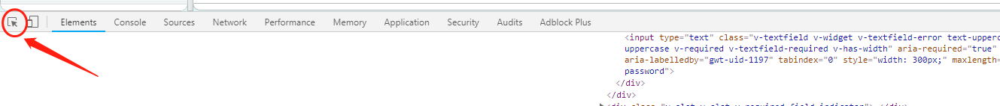 Elements Console Sources Network Performance Memory Application Security Audits Adblock Plus
<input type="text" class="v-textfield v-widget v-textfield-error text-upperc
uppercase v-required v-textfield-required v-has-width" aria-required="true"
aria-labelledby="gwt-uid-1197" tabindex="0" style="width: 300px;" maxlength=
password">
</div>
</div>